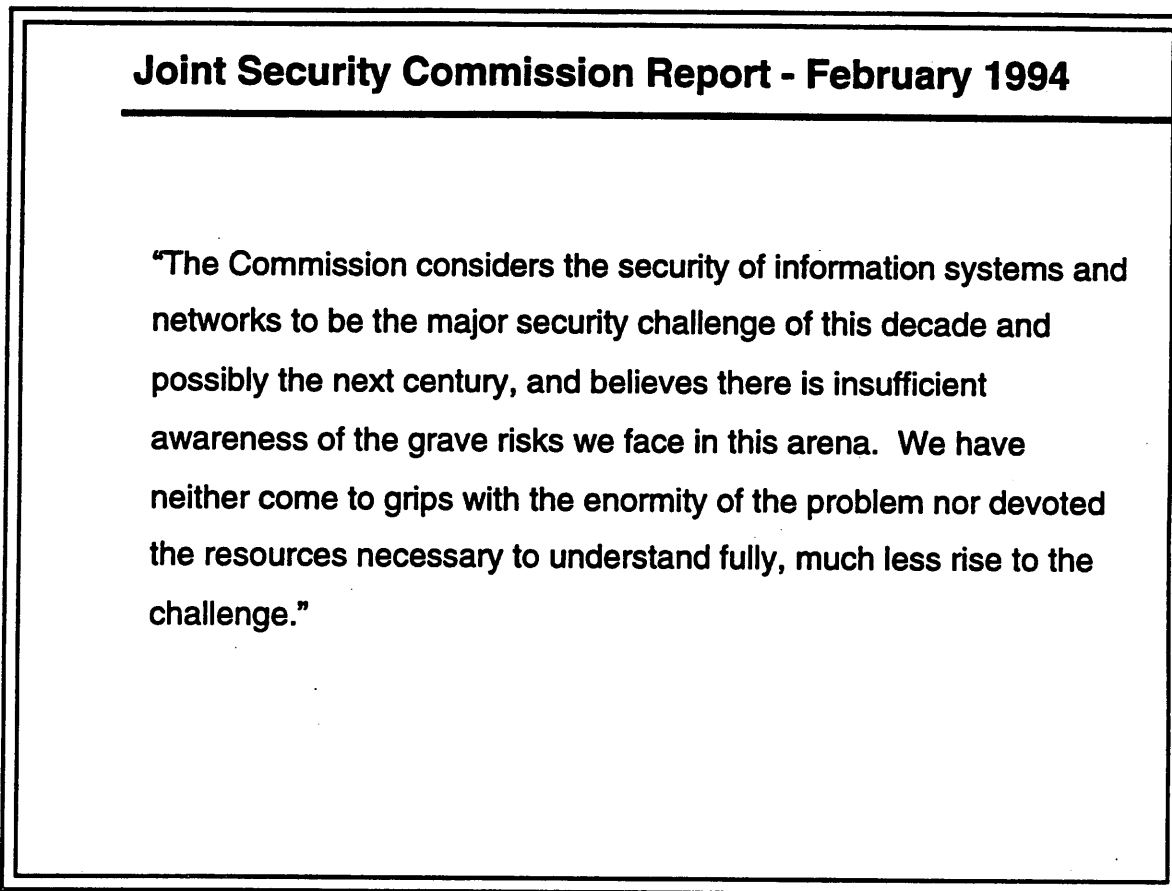 Joint Security Commission Report - February 1994
“The Commission considers the security of information systems and
networks to be the major security challenge of this decade and
possibly the next century, and believes there is insufficient
awareness of the grave risks we face in this arena.  We have
neither come to grips with the enormity of the problem nor devoted
the resources necessary to understand fully, much less rise to the
challenge.”